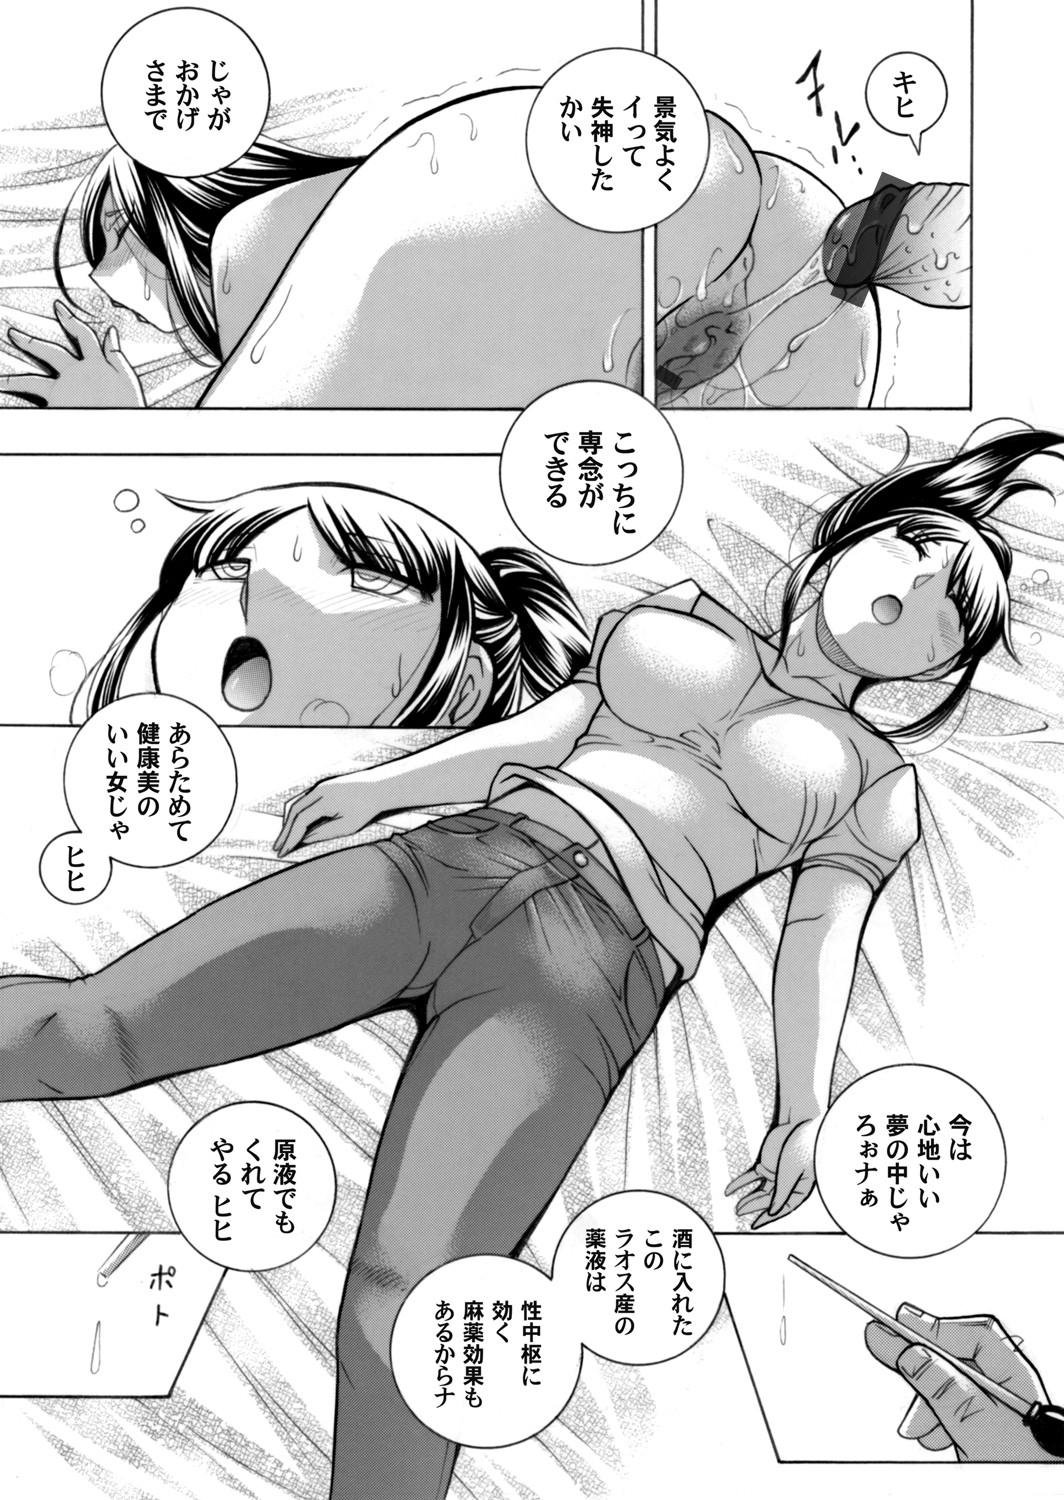 キヒ
景気よく
イって
失神した
かい
じゃが
おかげ
さまで
こっちに
専念が
できる
あらためて
健康美の
いい女じゃ
ヒヒ
今は
心地いい
夢の中じゃ
ろぉナぁ
酒に入れた
この
ラオス産の
薬液は
性中枢に
効く
麻薬効果も
あるからナ
原液でも
くれて
やる ヒヒ
ポト